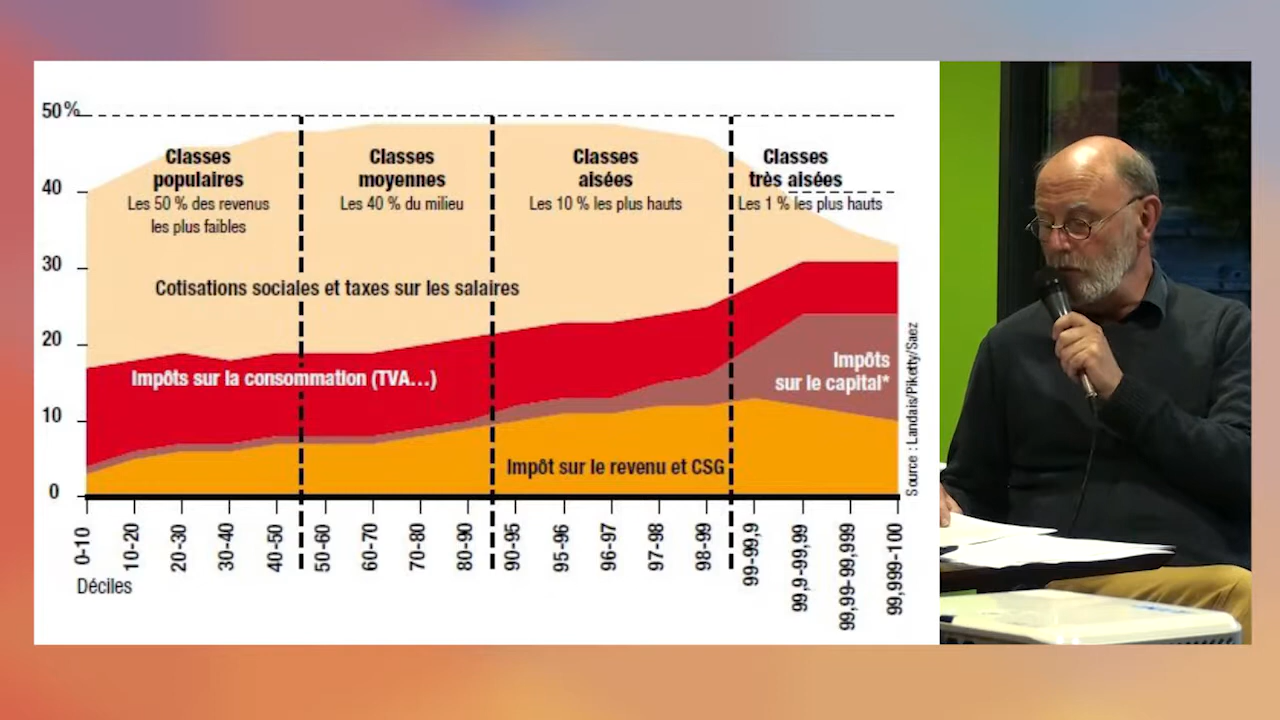 50%
40
30
20
10
0
Classes
populaires
Les 50 % des revenus
les plus faibles
Classes
moyennes
Les 40 % du milieu
Classes
aisées
Les 10 % les plus hauts
Classes
très aisées
Les 1 % les plus hauts
Cotisations sociales et taxes sur les salaires
Impôts sur la consommation (TVA...)
Impôts
sur le capital*
Impôt sur le revenu et CSG
Source : Landais/Piketty/Saez
0-10
10-20
20-30
30-40
40-50
50-60
60-70
70-80
80-90
90-95
95-96
96-97
97-98
98-99
99-99,9
99,9-99,99
99,99-99,999
99,999-100
Déciles